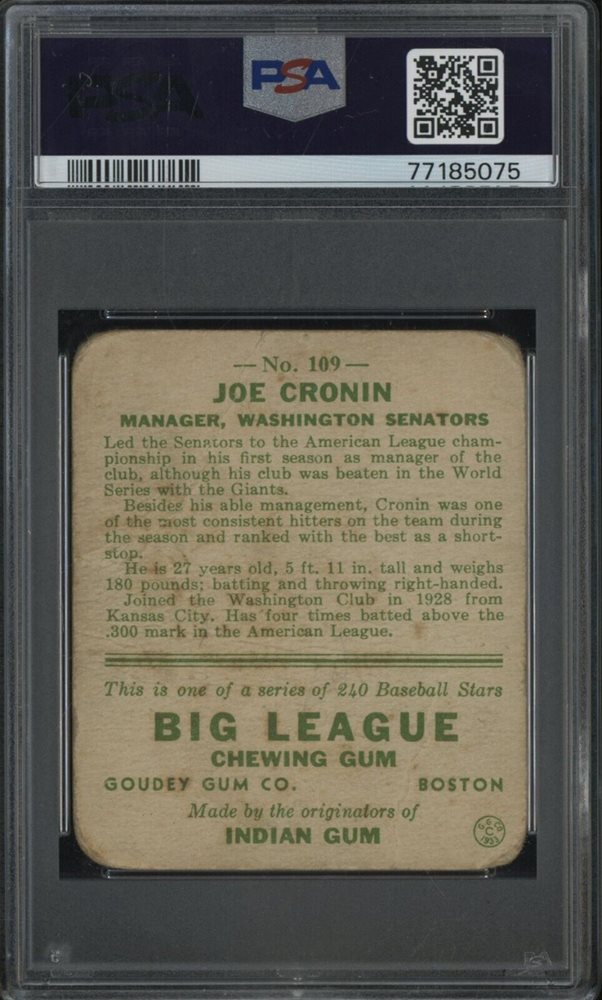 PSA
PSA
77185075
— No. 109 —
JOE CRONIN
MANAGER, WASHINGTON SENATORS
Led the Senators to the American League cham-
pionship in his first season as manager of the
club, although his club was beaten in the World
Series with the Giants.
Besides his able management, Cronin was one
of the most consistent hitters on the team during
the season and ranked with the best as a short-
stop.
He is 27 years old, 5 ft. 11 in. tall and weighs
180 pounds; batting and throwing right-handed.
Joined the Washington Club in 1928 from
Kansas City. Has four times batted above the
.300 mark in the American League.
This is one of a series of 240 Baseball Stars
BIG LEAGUE
CHEWING GUM
GOUDEY GUM CO. BOSTON
Made by the originators of
INDIAN GUM
G. G. Co.
C
1933
PSA